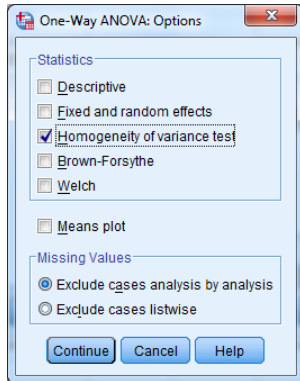 One-Way ANOVA: Options
Statistics
Descriptive
Fixed and random effects
Homogeneity of variance test
Brown-Forsythe
Welch
Means plot
Missing Values
Exclude cases analysis by analysis
Exclude cases listwise
Continue Cancel Help